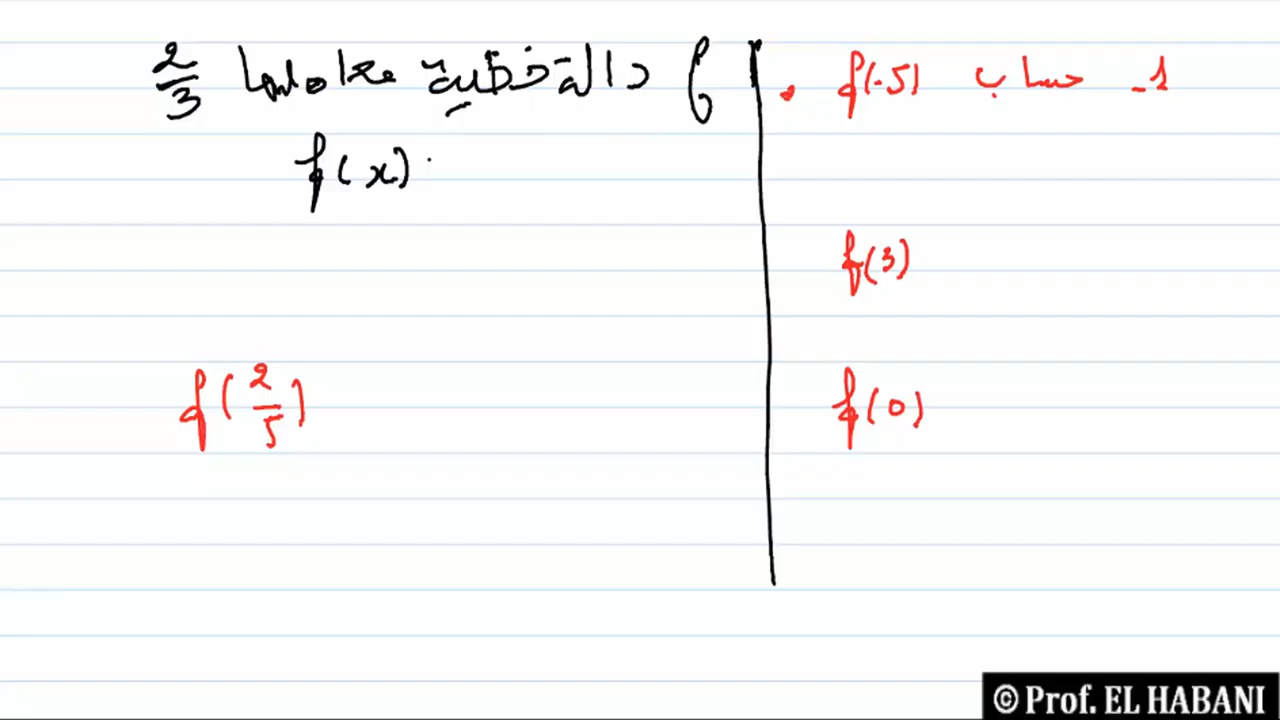 f دالة خطية معاملها 2/3
f(x)
f(2/5)
1- حساب f(-5)
f(3)
f(0)
© Prof. EL HABANI